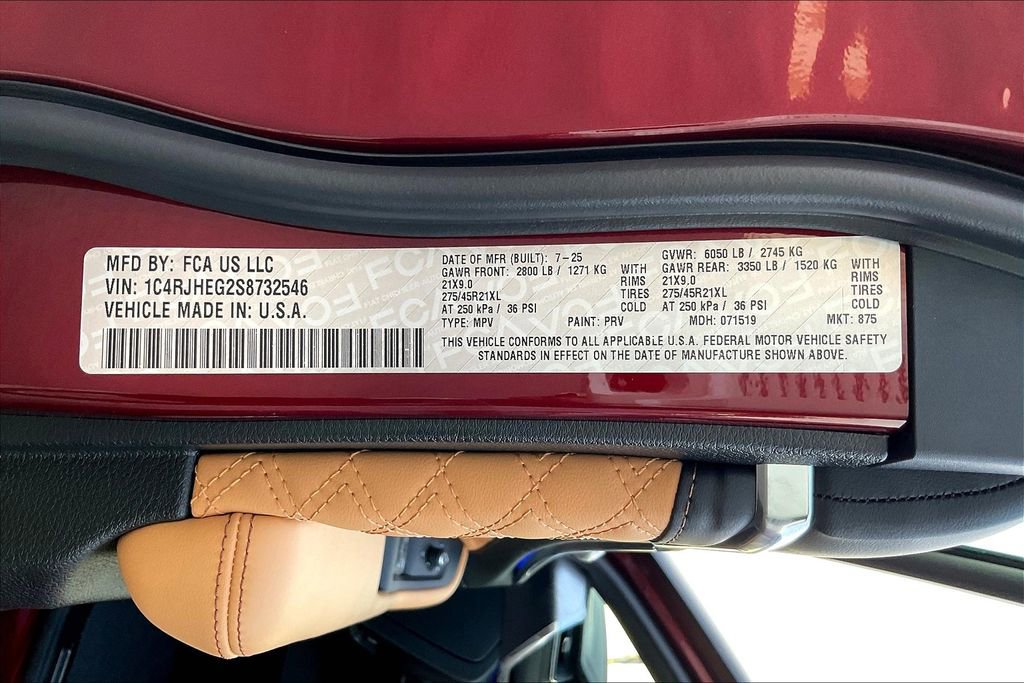 MFD BY: FCA US LLC
VIN: 1C4RJHEG2S8732546
VEHICLE MADE IN: U.S.A.
DATE OF MFR (BUILT): 7-25
GAWR FRONT: 2800 LB / 1271 KG WITH
21X9.0 RIMS
275/45R21XL TIRES
AT 250 kPa / 36 PSI COLD
TYPE: MPV PAINT: PRV
GVWR: 6050 LB / 2745 KG
GAWR REAR: 3350 LB / 1520 KG WITH
21X9.0 RIMS
275/45R21XL TIRES
AT 250 kPa / 36 PSI COLD
MDH: 071519 MKT: 875
THIS VEHICLE CONFORMS TO ALL APPLICABLE U.S.A. FEDERAL MOTOR VEHICLE SAFETY
STANDARDS IN EFFECT ON THE DATE OF MANUFACTURE SHOWN ABOVE.